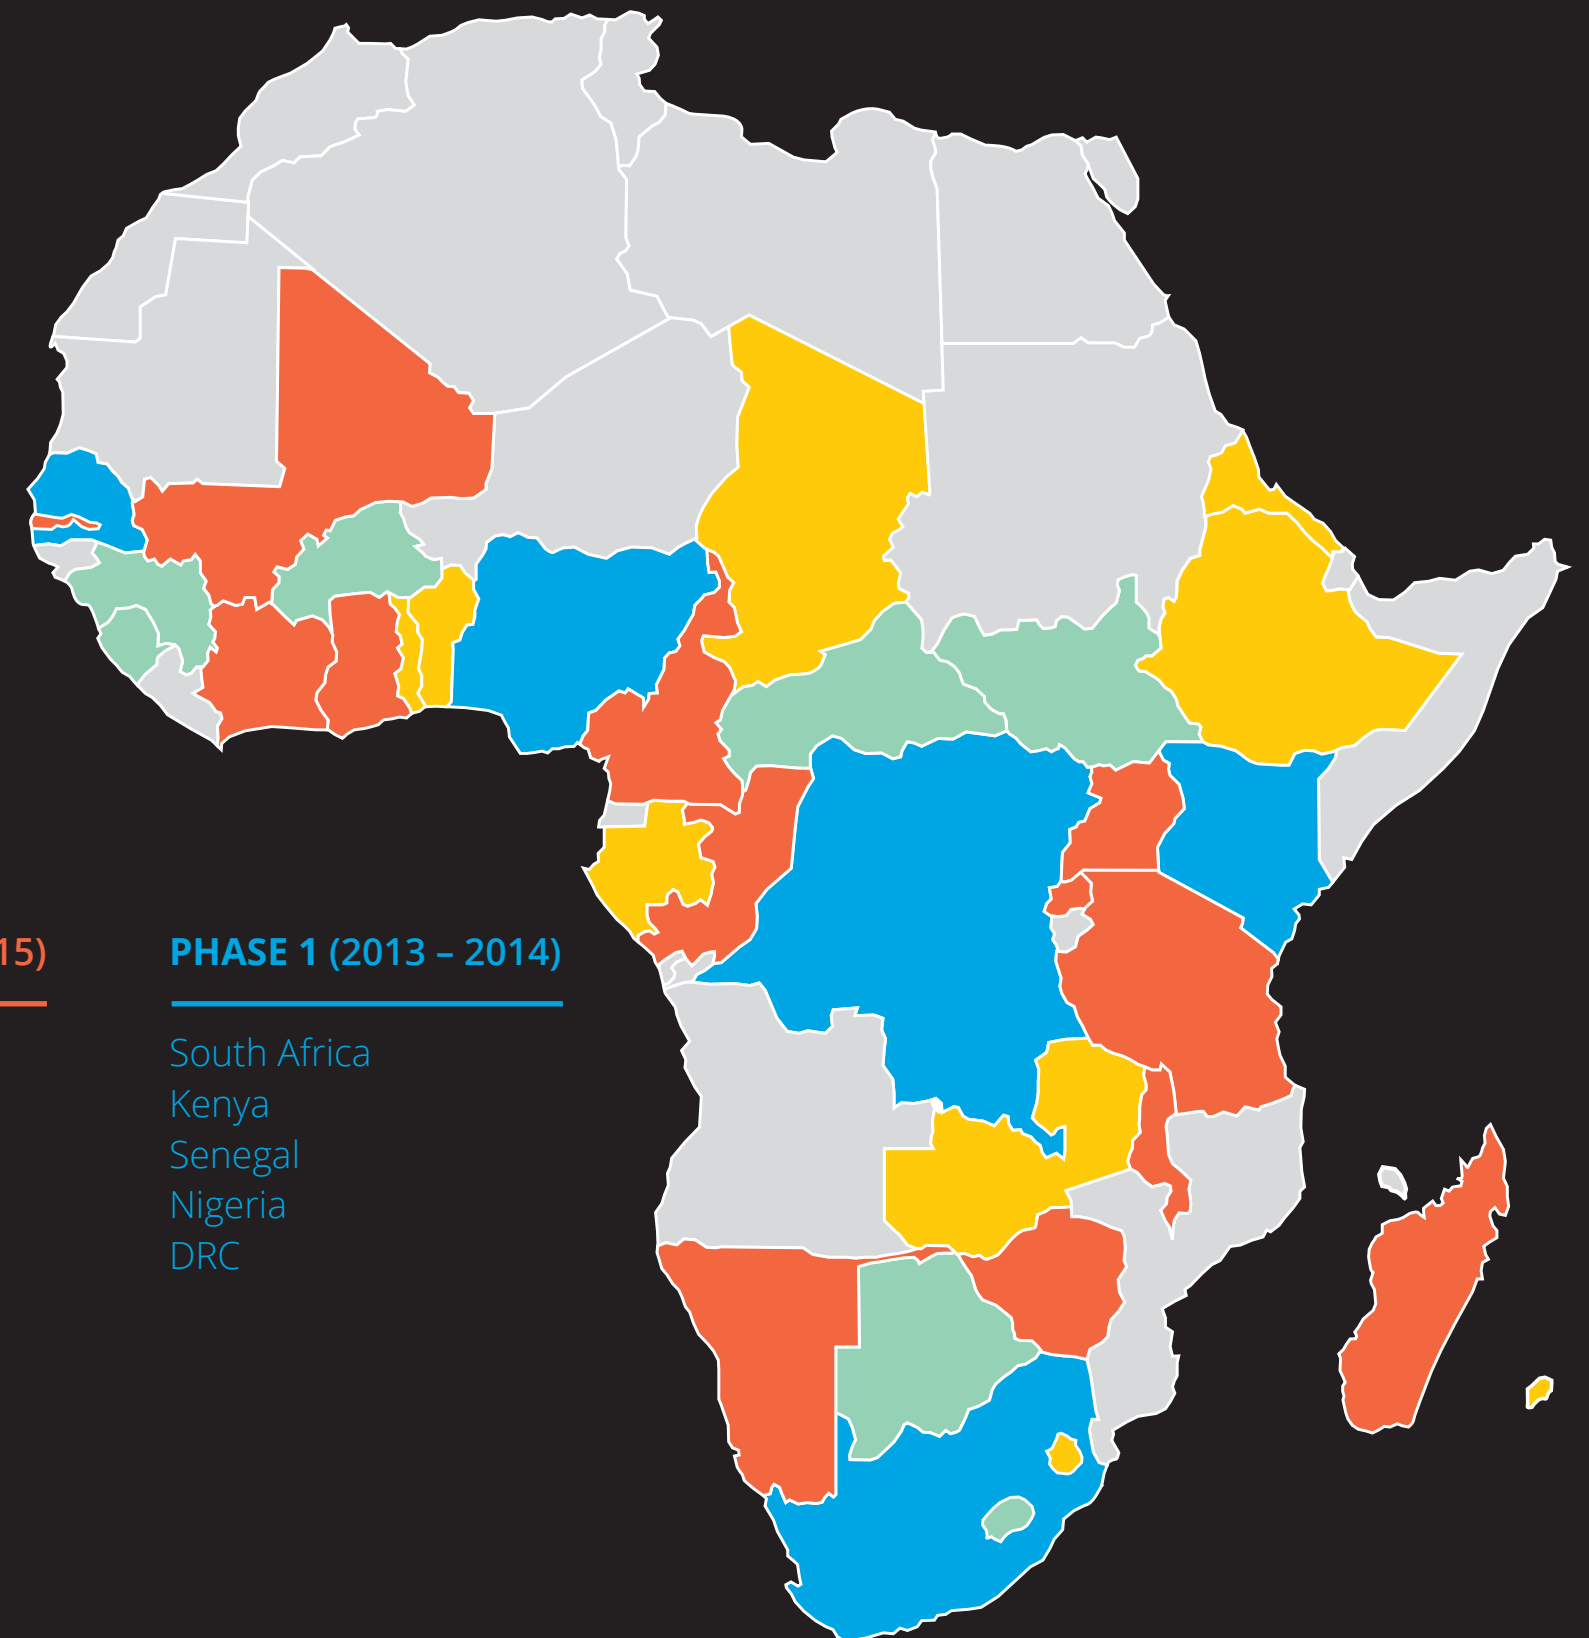 15)
PHASE 1 (2013 – 2014)
South Africa
Kenya
Senegal
Nigeria
DRC